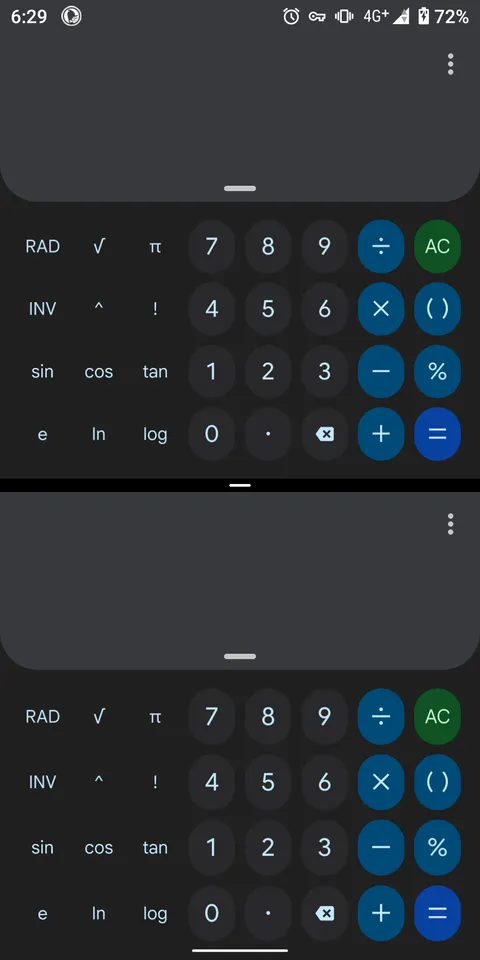 6:29 4G+ 72%
RAD √ π 7 8 9 ÷ AC
INV ^ ! 4 5 6 × ( )
sin cos tan 1 2 3 − %
e ln log 0 . + =
RAD √ π 7 8 9 ÷ AC
INV ^ ! 4 5 6 × ( )
sin cos tan 1 2 3 − %
e ln log 0 . + =